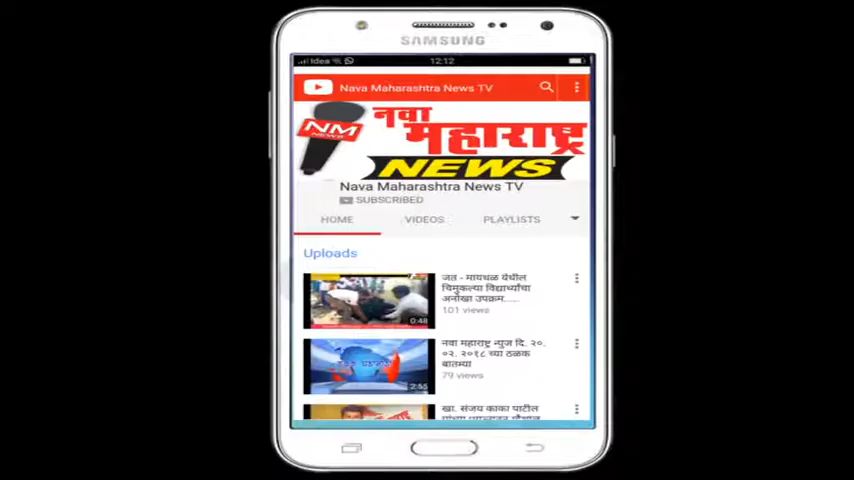 SAMSUNG
Idea
12:12
Nava Maharashtra News TV
नवा
महाराष्ट्र
NM
NEWS
NEWS
Nava Maharashtra News TV
SUBSCRIBED
HOME VIDEOS PLAYLISTS
Uploads
जत - मायथळ येथील
चिमुकल्या विद्यार्थ्यांचा
अनोखा उपक्रम.....
101 views
0:48
नवा महाराष्ट्र न्युज दि. २०.
०२. २०१८ च्या ठळक
बातम्या
79 views
2:55
खा. संजय काका पाटील